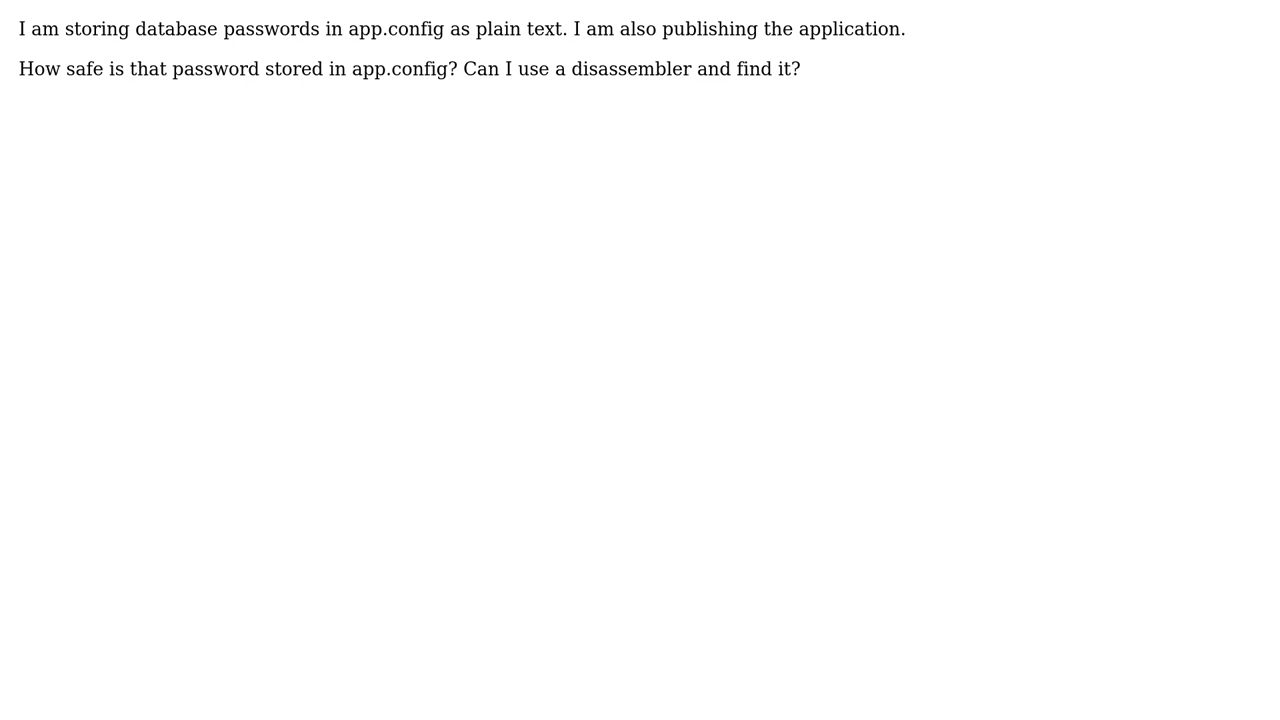 I am storing database passwords in app.config as plain text. I am also publishing the application.
How safe is that password stored in app.config? Can I use a disassembler and find it?